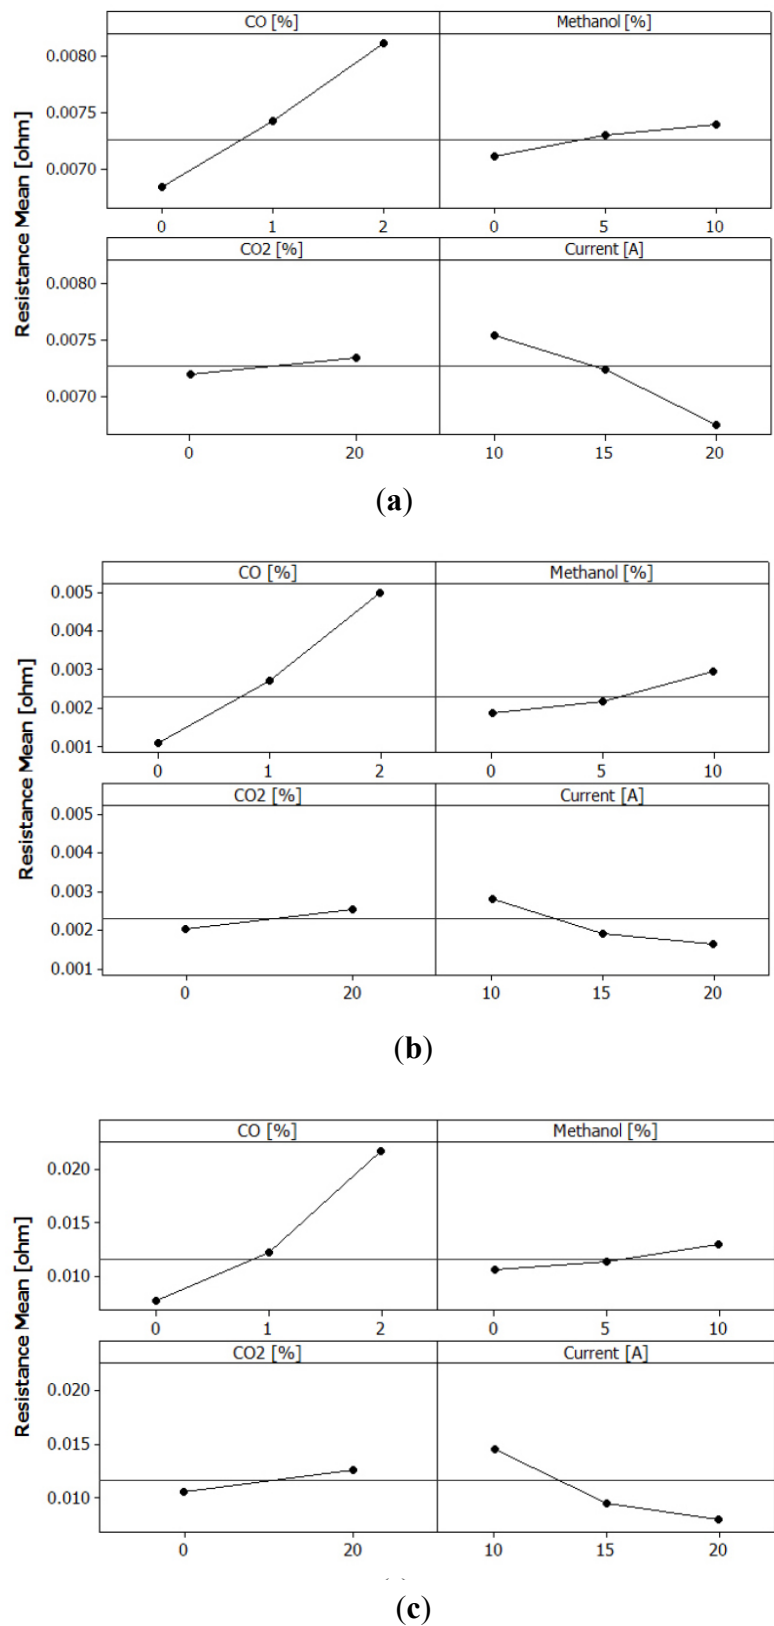 CO [%] Methanol [%]
0.0080
0.0075
0.0070
0 1 2 0 5 10
CO2 [%] Current [A]
0.0080
0.0075
0.0070
0 20 10 15 20
Resistance Mean [ohm]
(a)
CO [%] Methanol [%]
0.005
0.004
0.003
0.002
0.001
0 1 2 0 5 10
CO2 [%] Current [A]
0.005
0.004
0.003
0.002
0.001
0 20 10 15 20
Resistance Mean [ohm]
(b)
CO [%] Methanol [%]
0.020
0.015
0.010
0 1 2 0 5 10
CO2 [%] Current [A]
0.020
0.015
0.010
0 20 10 15 20
Resistance Mean [ohm]
(c)